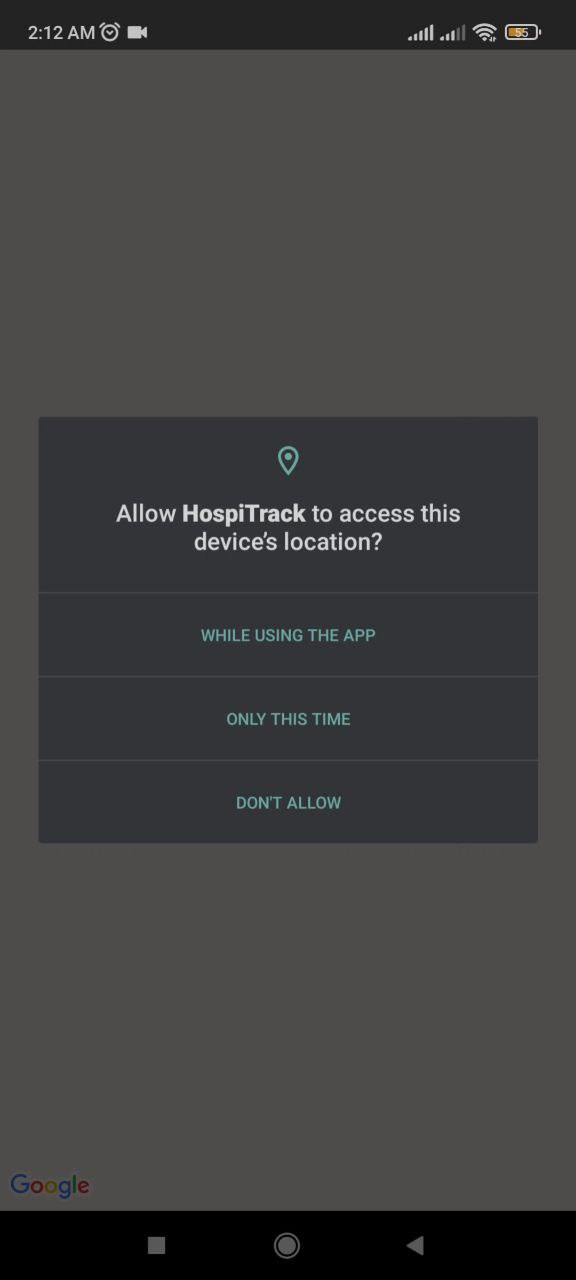 2:12 AM
55
Allow HospiTrack to access this
device's location?
WHILE USING THE APP
ONLY THIS TIME
DON'T ALLOW
Google